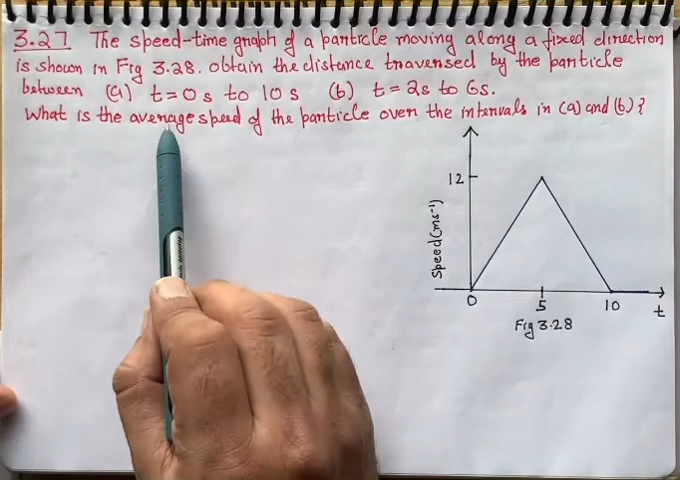 3.27 The speed-time graph of a particle moving along a fixed direction
is shown in Fig 3.28. obtain the distance traversed by the particle
between (a) t=0s to 10s (b) t=2s to 6s.
What is the average speed of the particle over the intervals in (a) and (b)?
12
Speed(ms⁻¹)
0 5 10 t
Fig 3.28